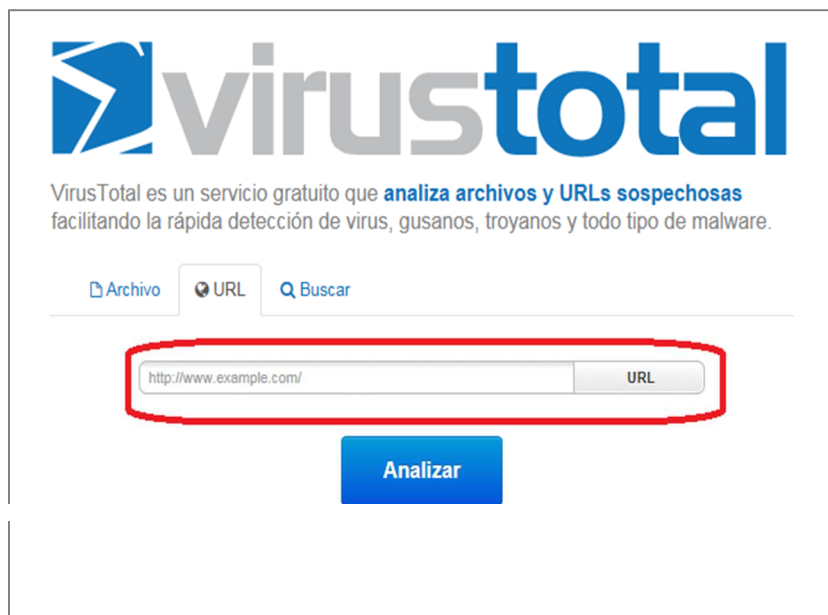 virustotal
VirusTotal es un servicio gratuito que analiza archivos y URLs sospechosas
facilitando la rápida detección de virus, gusanos, troyanos y todo tipo de malware.
Archivo URL Buscar
http://www.example.com/ URL
Analizar